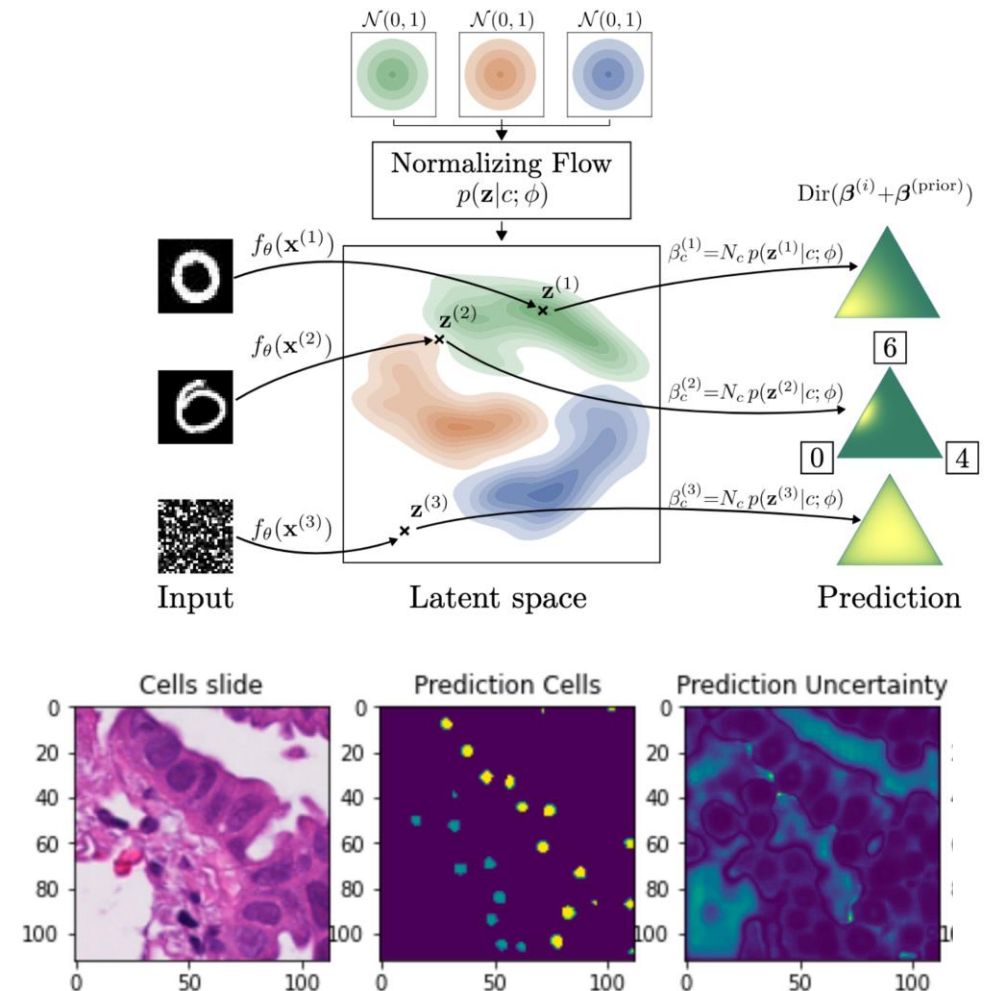 𝒩(0, 1) 𝒩(0, 1) 𝒩(0, 1)
Normalizing Flow
p(𝐳|c; ϕ)
Dir(𝜷⁽ⁱ⁾+𝜷⁽ᵖʳⁱᵒʳ⁾)
f_θ(𝐱⁽¹⁾)
β_c⁽¹⁾=N_c p(𝐳⁽¹⁾|c; ϕ)
𝐳⁽¹⁾
𝐳⁽²⁾
f_θ(𝐱⁽²⁾)
6
β_c⁽²⁾=N_c p(𝐳⁽²⁾|c; ϕ)
0 4
𝐳⁽³⁾
β_c⁽³⁾=N_c p(𝐳⁽³⁾|c; ϕ)
f_θ(𝐱⁽³⁾)
Input Latent space Prediction
Cells slide Prediction Cells Prediction Uncertainty
0 0 0
20 20 20
40 40 40
60 60 60
80 80 80
100 100 100
0 50 100 0 50 100 0 50 100